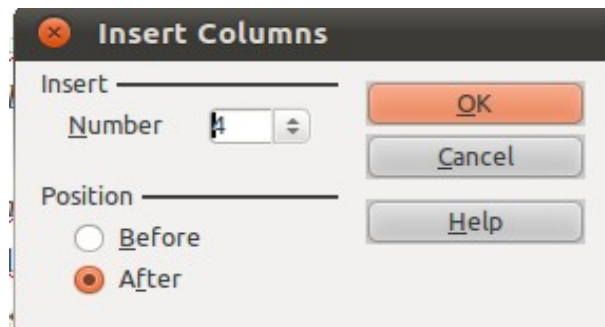 Insert Columns
Insert
Number 4
Position
Before
After
OK
Cancel
Help